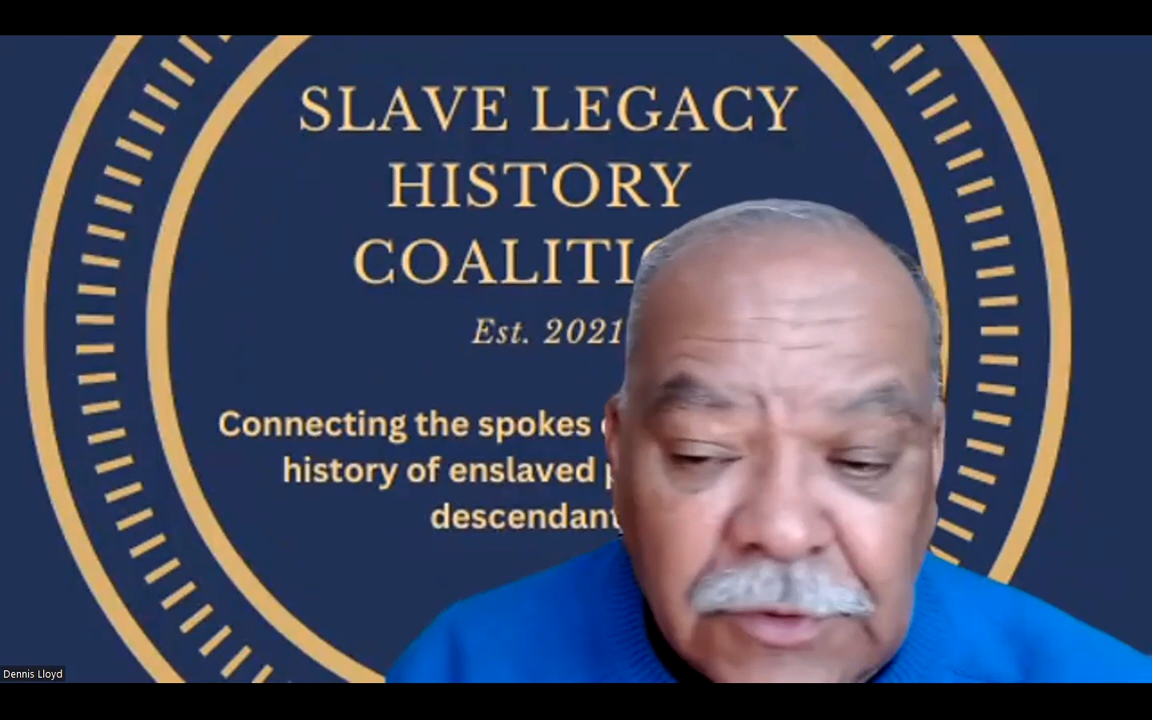 SLAVE LEGACY
HISTORY
COALITI
Est. 2021
Connecting the spokes
history of enslaved
descendant
Dennis Lloyd